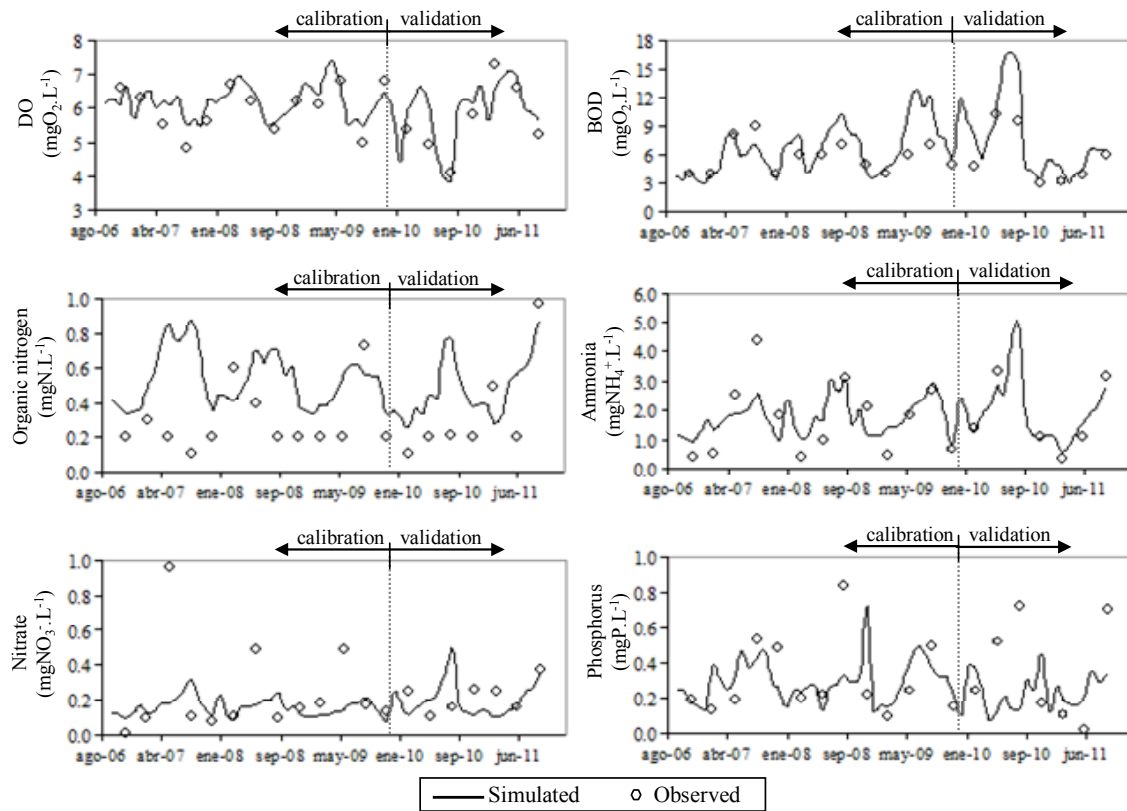 calibration validation
8
7
6
5
4
3
DO
(mgO₂.L⁻¹)
ago-06 abr-07 ene-08 sep-08 may-09 ene-10 sep-10 jun-11
calibration validation
18
15
12
9
6
3
0
BOD
(mgO₂.L⁻¹)
ago-06 abr-07 ene-08 sep-08 may-09 ene-10 sep-10 jun-11
calibration validation
1.0
0.8
0.6
0.4
0.2
0.0
Organic nitrogen
(mgN.L⁻¹)
ago-06 abr-07 ene-08 sep-08 may-09 ene-10 sep-10 jun-11
calibration validation
6.0
5.0
4.0
3.0
2.0
1.0
0.0
Ammonia
(mgNH₄⁺.L⁻¹)
ago-06 abr-07 ene-08 sep-08 may-09 ene-10 sep-10 jun-11
calibration validation
1.0
0.8
0.6
0.4
0.2
0.0
Nitrate
(mgNO₃⁻.L⁻¹)
ago-06 abr-07 ene-08 sep-08 may-09 ene-10 sep-10 jun-11
calibration validation
1.0
0.8
0.6
0.4
0.2
0.0
Phosphorus
(mgP.L⁻¹)
ago-06 abr-07 ene-08 sep-08 may-09 ene-10 sep-10 jun-11
Simulated Observed